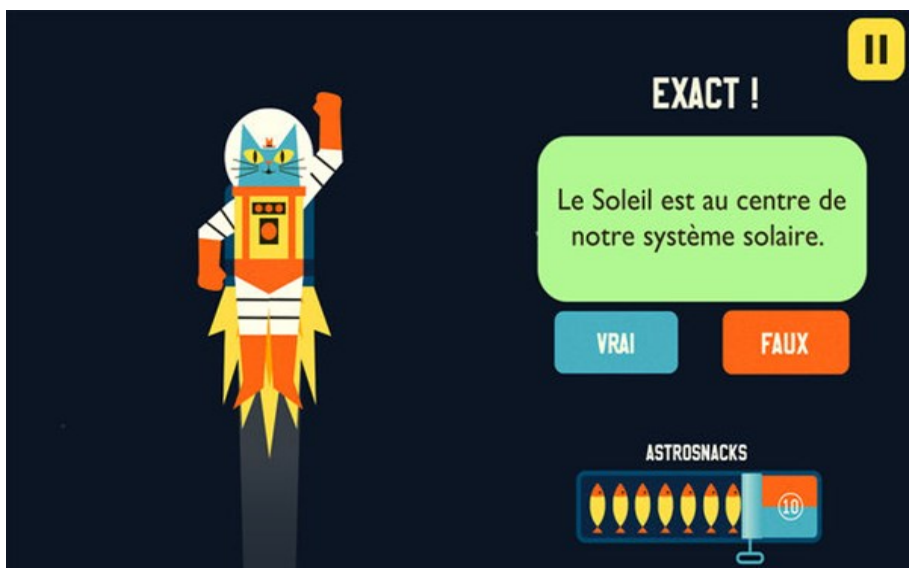 EXACT !
Le Soleil est au centre de
notre système solaire.
VRAI
FAUX
ASTROSNACKS
10